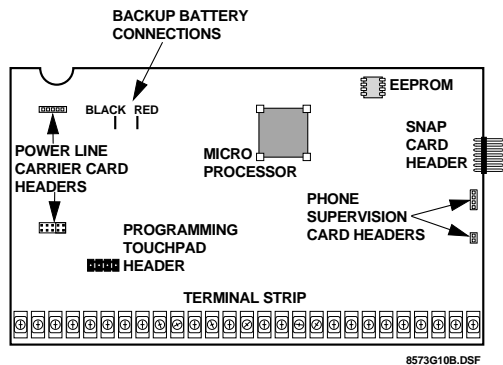 BACKUP BATTERY
CONNECTIONS
EEPROM
BLACK RED
SNAP
CARD
HEADER
POWER LINE
CARRIER CARD
HEADERS
MICRO
PROCESSOR
PHONE
SUPERVISION
CARD HEADERS
PROGRAMMING
TOUCHPAD
HEADER
TERMINAL STRIP
8573G10B.DSF